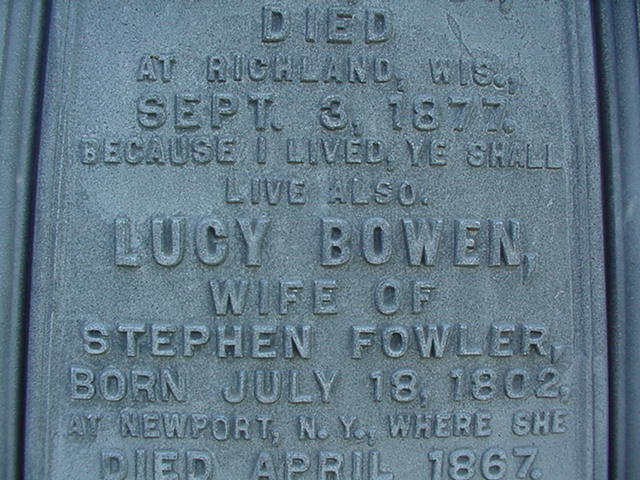 DIED
AT RICHLAND, WIS.,
SEPT. 3, 1877.
BECAUSE I LIVED, YE SHALL
LIVE ALSO.
LUCY BOWEN,
WIFE OF
STEPHEN FOWLER,
BORN JULY 18, 1802,
AT NEWPORT, N.Y., WHERE SHE
DIED APRIL 1867.